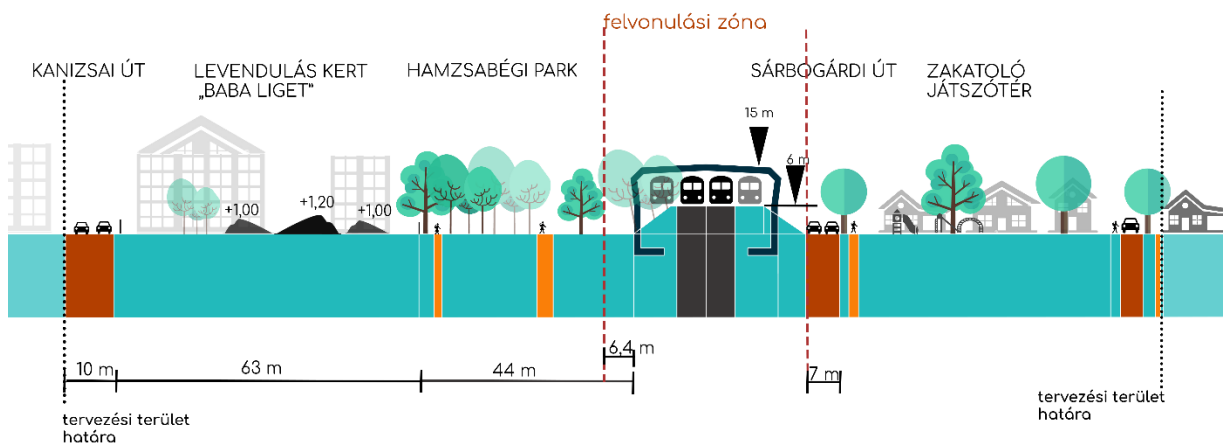 felvonulási zóna
KANIZSAI ÚT
LEVENDULÁS KERT
„BABA LIGET”
HAMZSABÉGI PARK
SÁRBOGÁRDI ÚT
ZAKATOLÓ
JÁTSZÓTÉR
15 m
6 m
+1,00
+1,20
+1,00
10 m
63 m
44 m
6,4 m
7 m
tervezési terület
határa
tervezési terület
határa